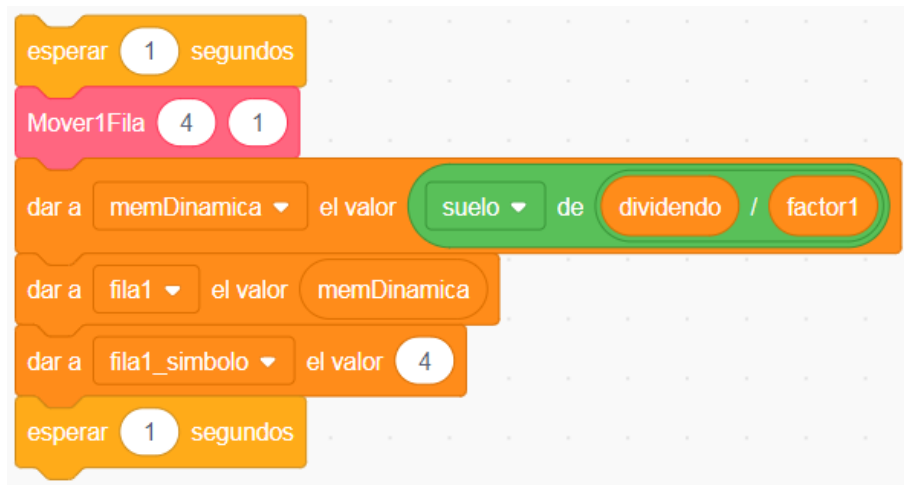 esperar 1 segundos
Mover1Fila 4 1
dar a memDinamica el valor suelo de dividendo / factor1
dar a fila1 el valor memDinamica
dar a fila1_simbolo el valor 4
esperar 1 segundos